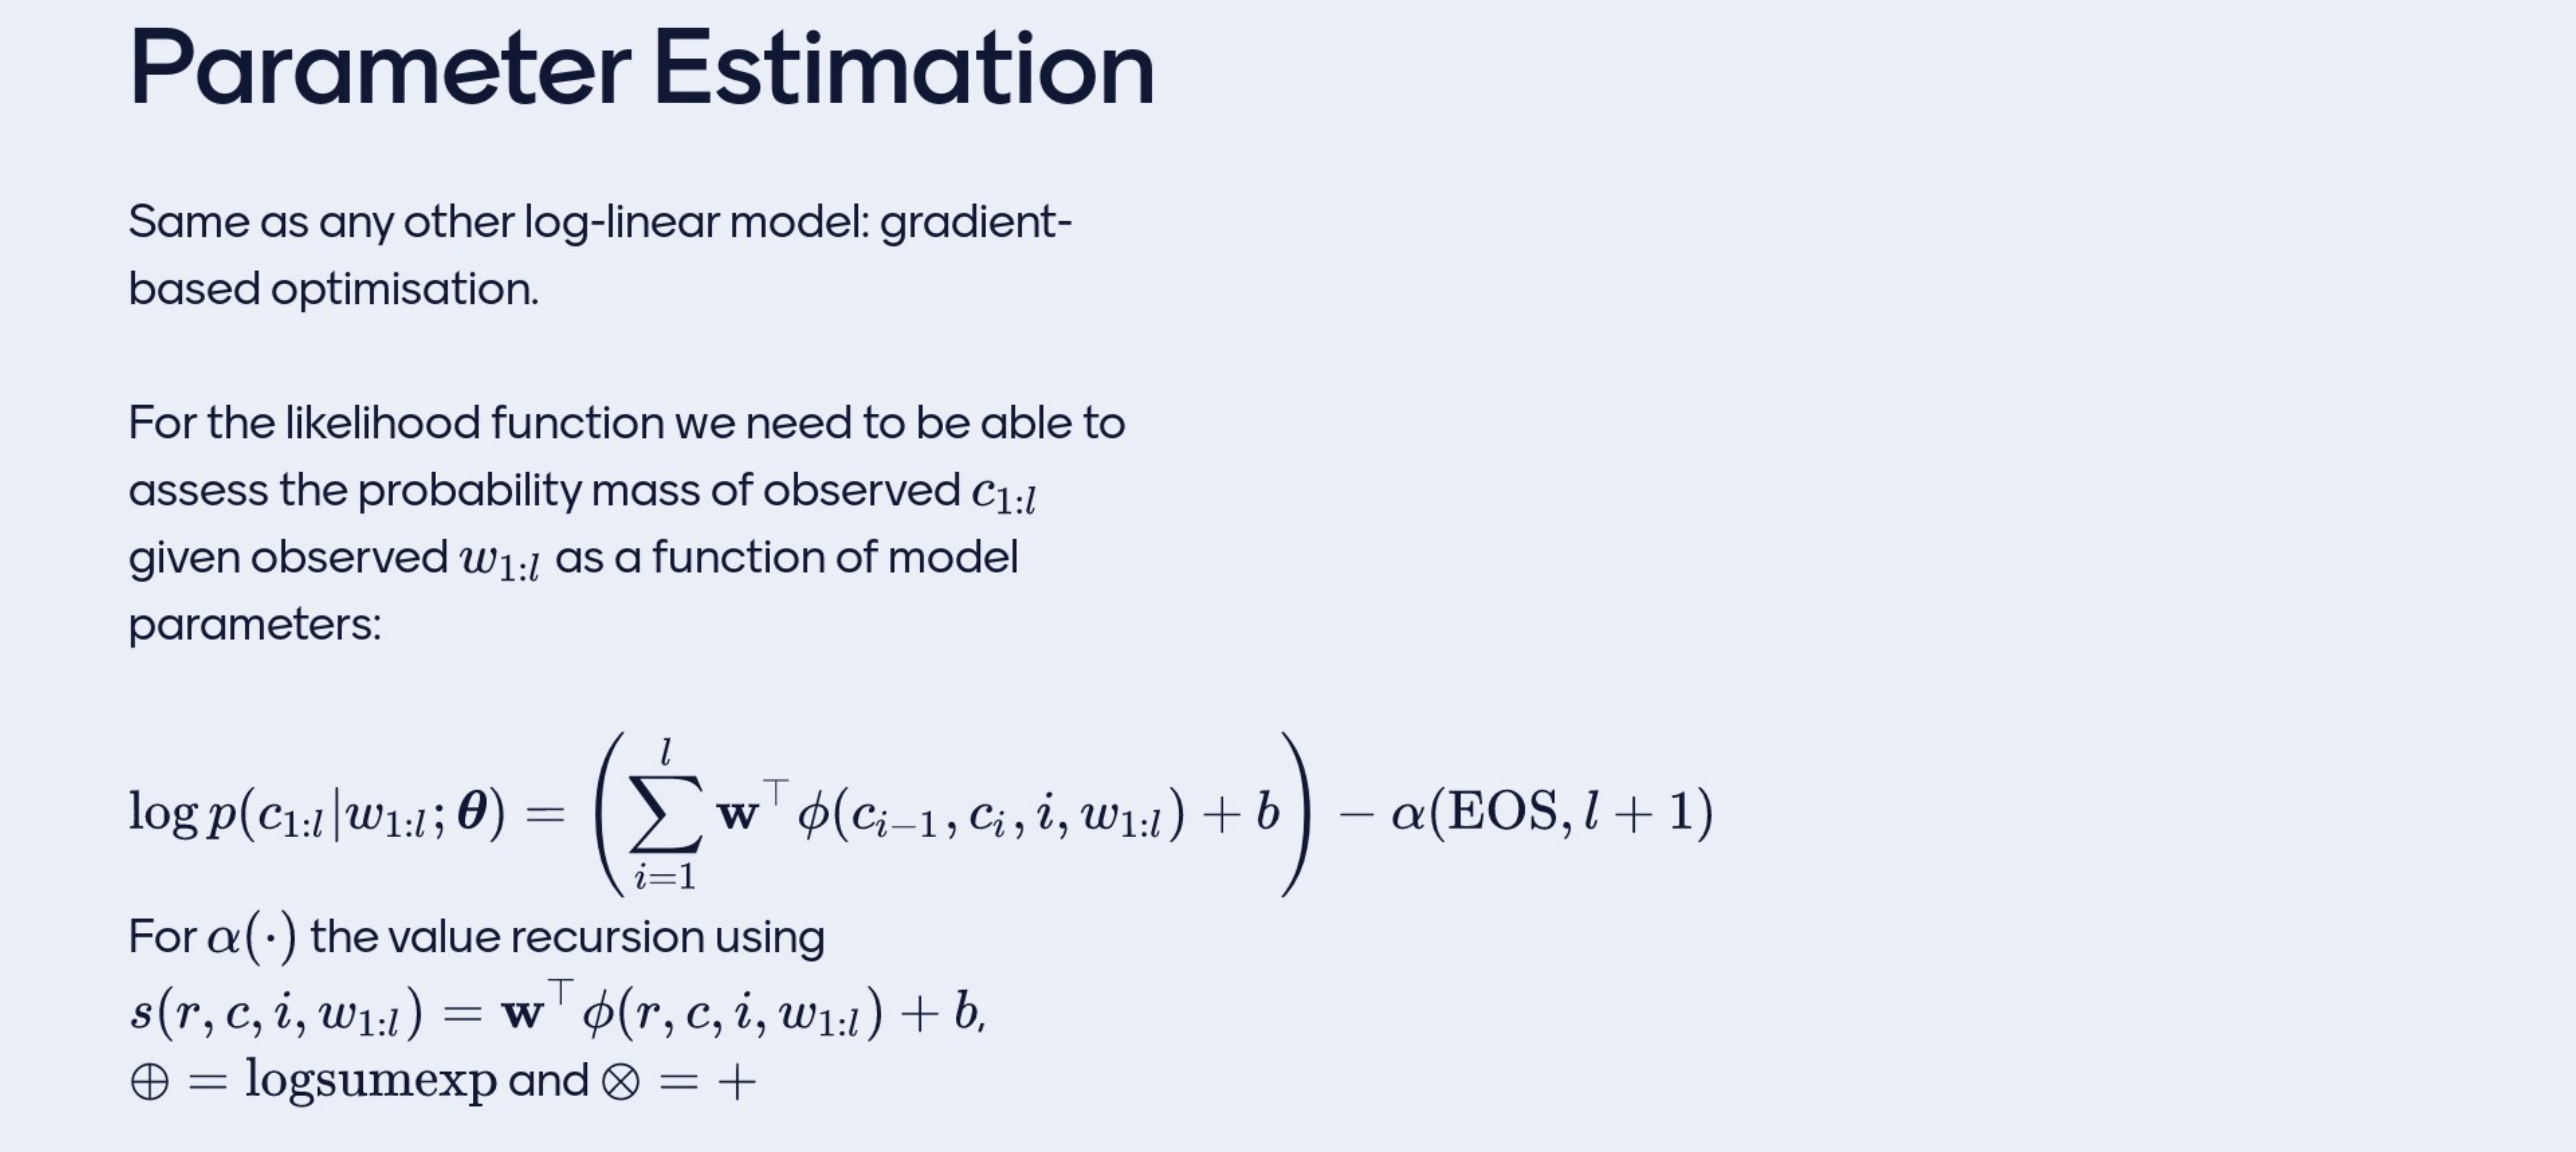 Parameter Estimation
Same as any other log-linear model: gradient-
based optimisation.
For the likelihood function we need to be able to
assess the probability mass of observed $c_{1:l}$
given observed $w_{1:l}$ as a function of model
parameters:
$\log p(c_{1:l}|w_{1:l}; \boldsymbol{\theta}) = \left( \sum_{i=1}^{l} \mathbf{w}^\top \phi(c_{i-1}, c_i, i, w_{1:l}) + b \right) - \alpha(\mathrm{EOS}, l + 1)$
For $\alpha(\cdot)$ the value recursion using
$s(r, c, i, w_{1:l}) = \mathbf{w}^\top \phi(r, c, i, w_{1:l}) + b$,
$\oplus = \mathrm{logsumexp}$ and $\otimes = +$